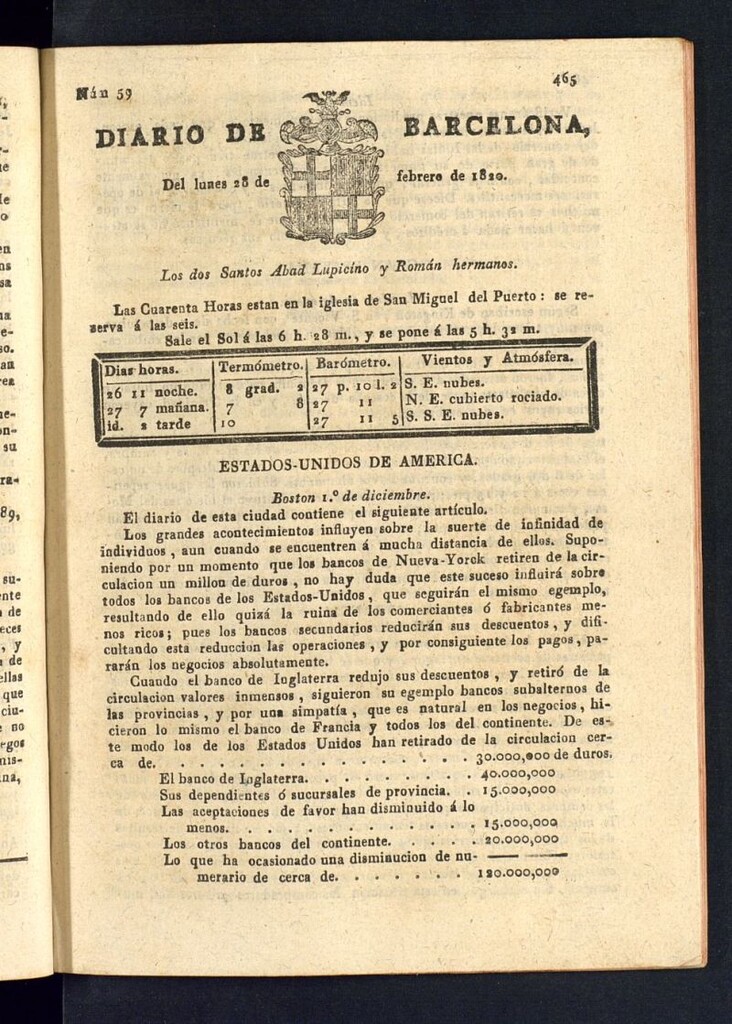 Nún 59
465
DIARIO DE BARCELONA,
Del lunes 28 de febrero de 1820.
Los dos Santos Abad Lupicino y Román hermanos.
Las Cuarenta Horas estan en la iglesia de San Miguel del Puerto : se re-
serva á las seis.
Sale el Sol á las 6 h. 28 m., y se pone á las 5 h. 32 m.
Dias horas. Termómetro. Barómetro. Vientos y Atmósfera.
26 11 noche. 8 grad. 2 27 p. 10 l. 2 S. E. nubes.
27 7 mañana. 7 8 27 11 N. E. cubierto rociado.
id. 2 tarde 10 27 11 5 S. S. E. nubes.
ESTADOS-UNIDOS DE AMERICA.
Boston 1.º de diciembre.
El diario de esta ciudad contiene el siguiente artículo.
Los grandes acontecimientos influyen sobre la suerte de infinidad de
individuos , aun cuando se encuentren á mucha distancia de ellos. Supo-
niendo por un momento que los bancos de Nueva-Yorck retiren de la cir-
culacion un millon de duros , no hay duda que este suceso influirá sobre
todos los bancos de los Estados-Unidos , que seguirán el mismo egemplo,
resultando de ello quizá la ruina de los comerciantes ó fabricantes me-
nos ricos; pues los bancos secundarios reducirán sus descuentos , y difi-
cultando esta reduccion las operaciones , y por consiguiente los pagos, pa-
rarán los negocios absolutamente.
Cuando el banco de Inglaterra redujo sus descuentos , y retiró de la
circulacion valores inmensos , siguieron su egemplo bancos subalternos de
las provincias , y por una simpatía , que es natural en los negocios, hi-
cieron lo mismo el banco de Francia y todos los del continente. De es-
te modo los de los Estados Unidos han retirado de la circulacion cer-
ca de. . . . . . . . . . . . . . . 30.000,000 de duros.
El banco de Inglaterra. . . . . . . . 40.000,000
Sus dependientes ó sucursales de provincia. . 15.000,000
Las aceptaciones de favor han disminuido á lo
menos. . . . . . . . . . . . . 15.000,000
Los otros bancos del continente. . . . . 20.000,000
Lo que ha ocasionado una disminucion de nu-
merario de cerca de. . . . . . . 120.000,000